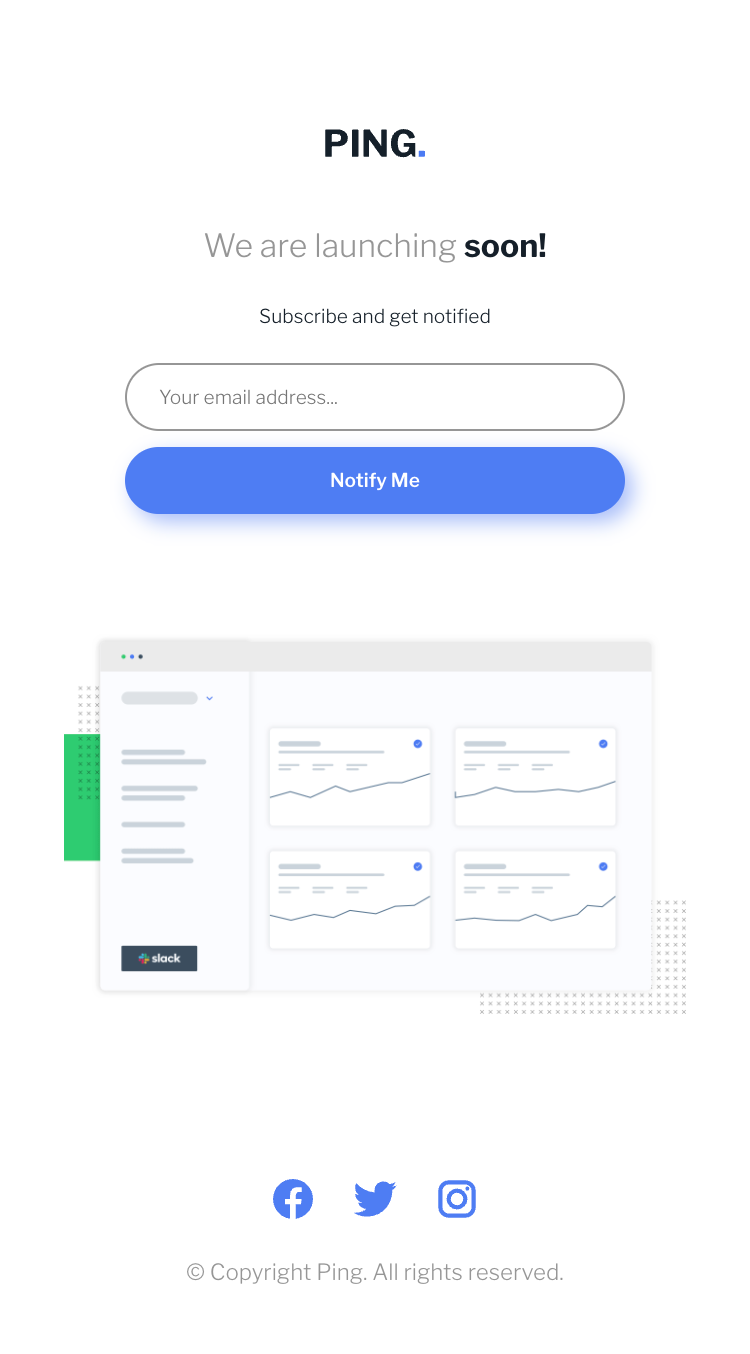 PING.
We are launching soon!
Subscribe and get notified
Your email address...
Notify Me
slack
© Copyright Ping. All rights reserved.